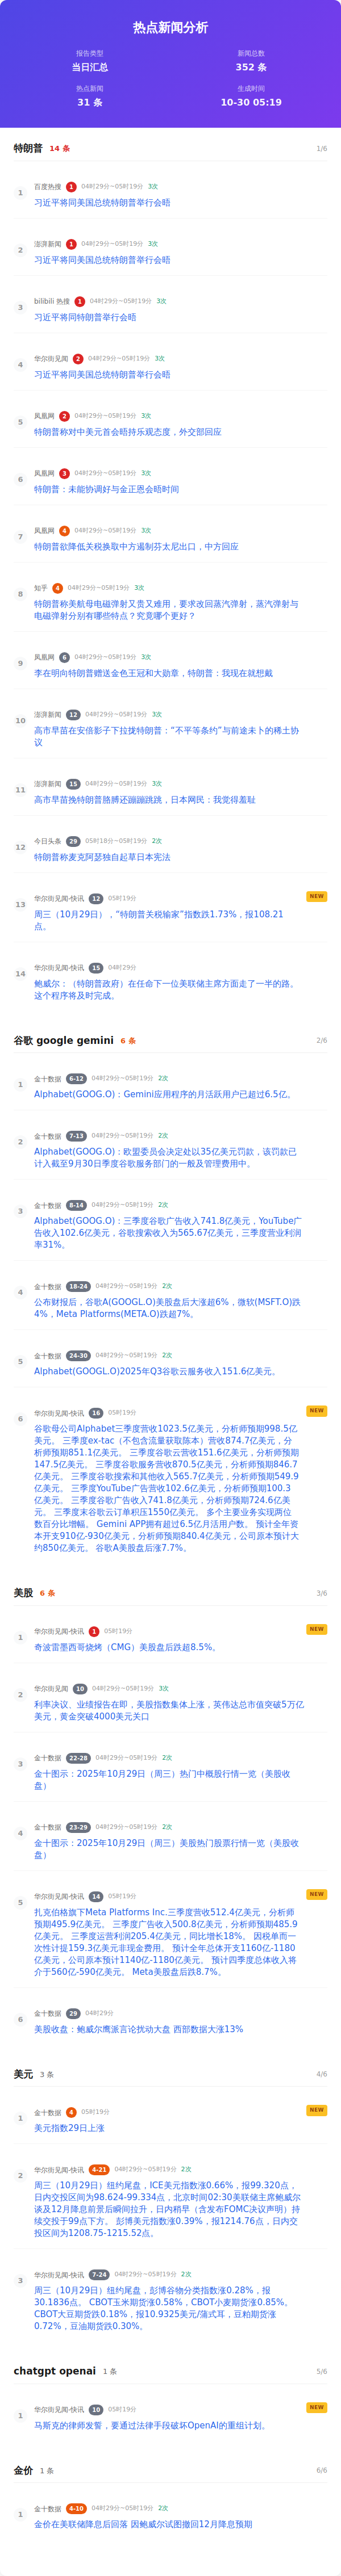 热点新闻分析
报告类型
当日汇总
新闻总数
352 条
热点新闻
31 条
生成时间
10-30 05:19
特朗普 14 条 1/6
1 百度热搜 1 04时29分~05时19分 3次
习近平将同美国总统特朗普举行会晤
2 澎湃新闻 1 04时29分~05时19分 3次
习近平将同美国总统特朗普举行会晤
3 bilibili 热搜 1 04时29分~05时19分 3次
习近平将同特朗普举行会晤
4 华尔街见闻 2 04时29分~05时19分 3次
习近平将同美国总统特朗普举行会晤
5 凤凰网 2 04时29分~05时19分 3次
特朗普称对中美元首会晤持乐观态度，外交部回应
6 凤凰网 3 04时29分~05时19分 3次
特朗普：未能协调好与金正恩会晤时间
7 凤凰网 4 04时29分~05时19分 3次
特朗普欲降低关税换取中方遏制芬太尼出口，中方回应
8 知乎 4 04时29分~05时19分 3次
特朗普称美航母电磁弹射又贵又难用，要求改回蒸汽弹射，蒸汽弹射与
电磁弹射分别有哪些特点？究竟哪个更好？
9 凤凰网 6 04时29分~05时19分 3次
李在明向特朗普赠送金色王冠和大勋章，特朗普：我现在就想戴
10 澎湃新闻 12 04时29分~05时19分 3次
高市早苗在安倍影子下拉拢特朗普：“不平等条约”与前途未卜的稀土协
议
11 澎湃新闻 15 04时29分~05时19分 3次
高市早苗挽特朗普胳膊还蹦蹦跳跳，日本网民：我觉得羞耻
12 今日头条 29 05时18分~05时19分 2次
特朗普称麦克阿瑟独自起草日本宪法
13 华尔街见闻-快讯 12 05时19分 NEW
周三（10月29日），“特朗普关税输家”指数跌1.73%，报108.21
点。
14 华尔街见闻-快讯 15 04时29分
鲍威尔：（特朗普政府）在任命下一位美联储主席方面走了一半的路。
这个程序将及时完成。
谷歌 google gemini 6 条 2/6
1 金十数据 6-12 04时29分~05时19分 2次
Alphabet(GOOG.O)：Gemini应用程序的月活跃用户已超过6.5亿。
2 金十数据 7-13 04时29分~05时19分 2次
Alphabet(GOOG.O)：欧盟委员会决定处以35亿美元罚款，该罚款已
计入截至9月30日季度谷歌服务部门的一般及管理费用中。
3 金十数据 8-14 04时29分~05时19分 2次
Alphabet(GOOG.O)：三季度谷歌广告收入741.8亿美元，YouTube广
告收入102.6亿美元，谷歌搜索收入为565.67亿美元，三季度营业利润
率31%。
4 金十数据 18-24 04时29分~05时19分 2次
公布财报后，谷歌A(GOOGL.O)美股盘后大涨超6%，微软(MSFT.O)跌
4%，Meta Platforms(META.O)跌超7%。
5 金十数据 24-30 04时29分~05时19分 2次
Alphabet(GOOGL.O)2025年Q3谷歌云服务收入151.6亿美元。
6 华尔街见闻-快讯 16 05时19分 NEW
谷歌母公司Alphabet三季度营收1023.5亿美元，分析师预期998.5亿
美元。 三季度ex-tac（不包含流量获取陈本）营收874.7亿美元，分
析师预期851.1亿美元。 三季度谷歌云营收151.6亿美元，分析师预期
147.5亿美元。 三季度谷歌服务营收870.5亿美元，分析师预期846.7
亿美元。 三季度谷歌搜索和其他收入565.7亿美元，分析师预期549.9
亿美元。 三季度YouTube广告营收102.6亿美元，分析师预期100.3
亿美元。 三季度谷歌广告收入741.8亿美元，分析师预期724.6亿美
元。 三季度末谷歌云订单积压1550亿美元。 多个主要业务实现两位
数百分比增幅。 Gemini APP拥有超过6.5亿月活用户数。 预计全年资
本开支910亿-930亿美元，分析师预期840.4亿美元，公司原本预计大
约850亿美元。 谷歌A美股盘后涨7.7%。
美股 6 条 3/6
1 华尔街见闻-快讯 1 05时19分 NEW
奇波雷墨西哥烧烤（CMG）美股盘后跌超8.5%。
2 华尔街见闻 10 04时29分~05时19分 3次
利率决议、业绩报告在即，美股指数集体上涨，英伟达总市值突破5万亿
美元，黄金突破4000美元关口
3 金十数据 22-28 04时29分~05时19分 2次
金十图示：2025年10月29日（周三）热门中概股行情一览（美股收
盘）
4 金十数据 23-29 04时29分~05时19分 2次
金十图示：2025年10月29日（周三）美股热门股票行情一览（美股收
盘）
5 华尔街见闻-快讯 14 05时19分 NEW
扎克伯格旗下Meta Platforms Inc.三季度营收512.4亿美元，分析师
预期495.9亿美元。 三季度广告收入500.8亿美元，分析师预期485.9
亿美元。 三季度运营利润205.4亿美元，同比增长18%。 因税单而一
次性计提159.3亿美元非现金费用。 预计全年总体开支1160亿-1180
亿美元，公司原本预计1140亿-1180亿美元。 预计四季度总体收入将
介于560亿-590亿美元。 Meta美股盘后跌8.7%。
6 金十数据 29 04时29分
美股收盘：鲍威尔鹰派言论扰动大盘 西部数据大涨13%
美元 3 条 4/6
1 金十数据 4 05时19分 NEW
美元指数29日上涨
2 华尔街见闻-快讯 4-21 04时29分~05时19分 2次
周三（10月29日）纽约尾盘，ICE美元指数涨0.66%，报99.320点，
日内交投区间为98.624-99.334点，北京时间02:30美联储主席鲍威尔
谈及12月降息前景后瞬间拉升，日内稍早（含发布FOMC决议声明）持
续交投于99点下方。 彭博美元指数涨0.39%，报1214.76点，日内交
投区间为1208.75-1215.52点。
3 华尔街见闻-快讯 7-24 04时29分~05时19分 2次
周三（10月29日）纽约尾盘，彭博谷物分类指数涨0.28%，报
30.1836点。 CBOT玉米期货涨0.58%，CBOT小麦期货涨0.85%。
CBOT大豆期货跌0.18%，报10.9325美元/蒲式耳，豆粕期货涨
0.72%，豆油期货跌0.30%。
chatgpt openai 1 条 5/6
1 华尔街见闻-快讯 10 05时19分 NEW
马斯克的律师发誓，要通过法律手段破坏OpenAI的重组计划。
金价 1 条 6/6
1 金十数据 4-10 04时29分~05时19分 2次
金价在美联储降息后回落 因鲍威尔试图撤回12月降息预期